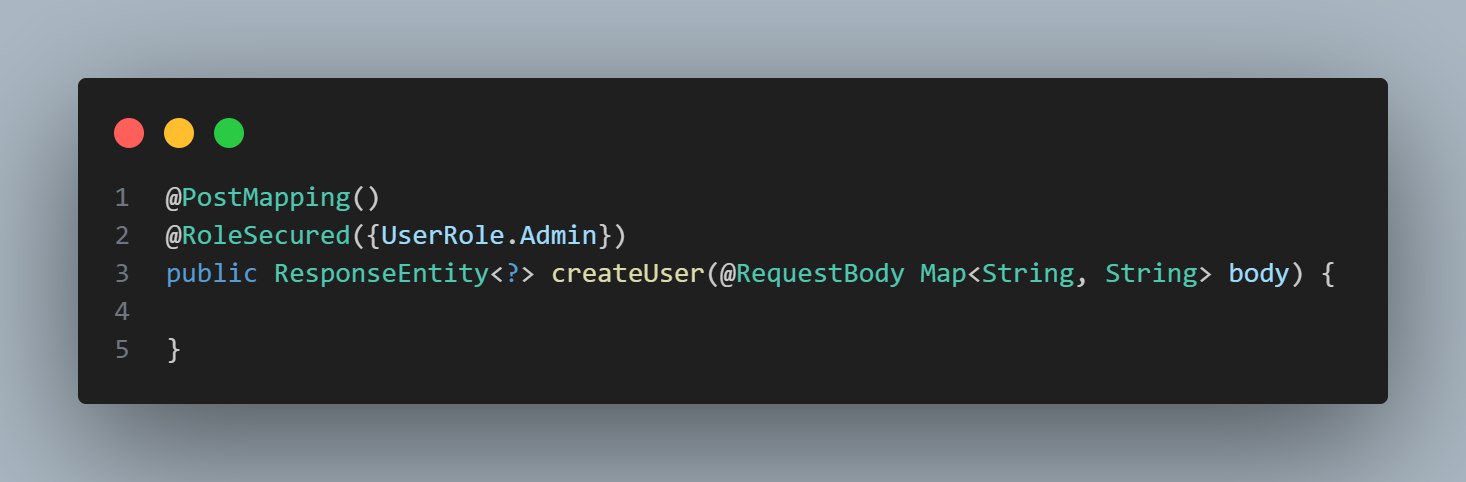 1 @PostMapping()
2 @RoleSecured({UserRole.Admin})
3 public ResponseEntity<?> createUser(@RequestBody Map<String, String> body) {
4
5 }